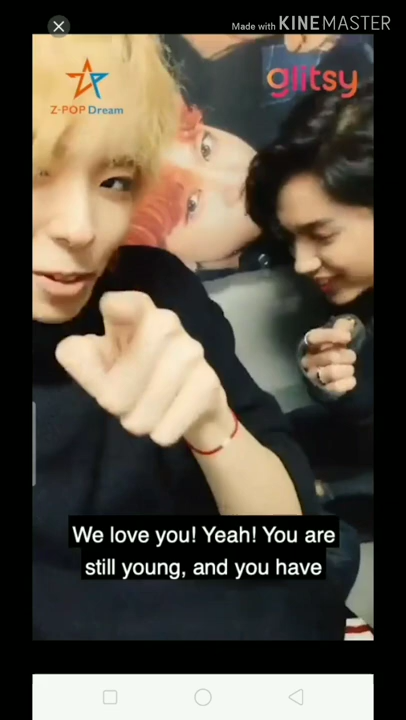 Made with KINEMASTER
Z-POP Dream
glitsy
We love you! Yeah! You are
still young, and you have